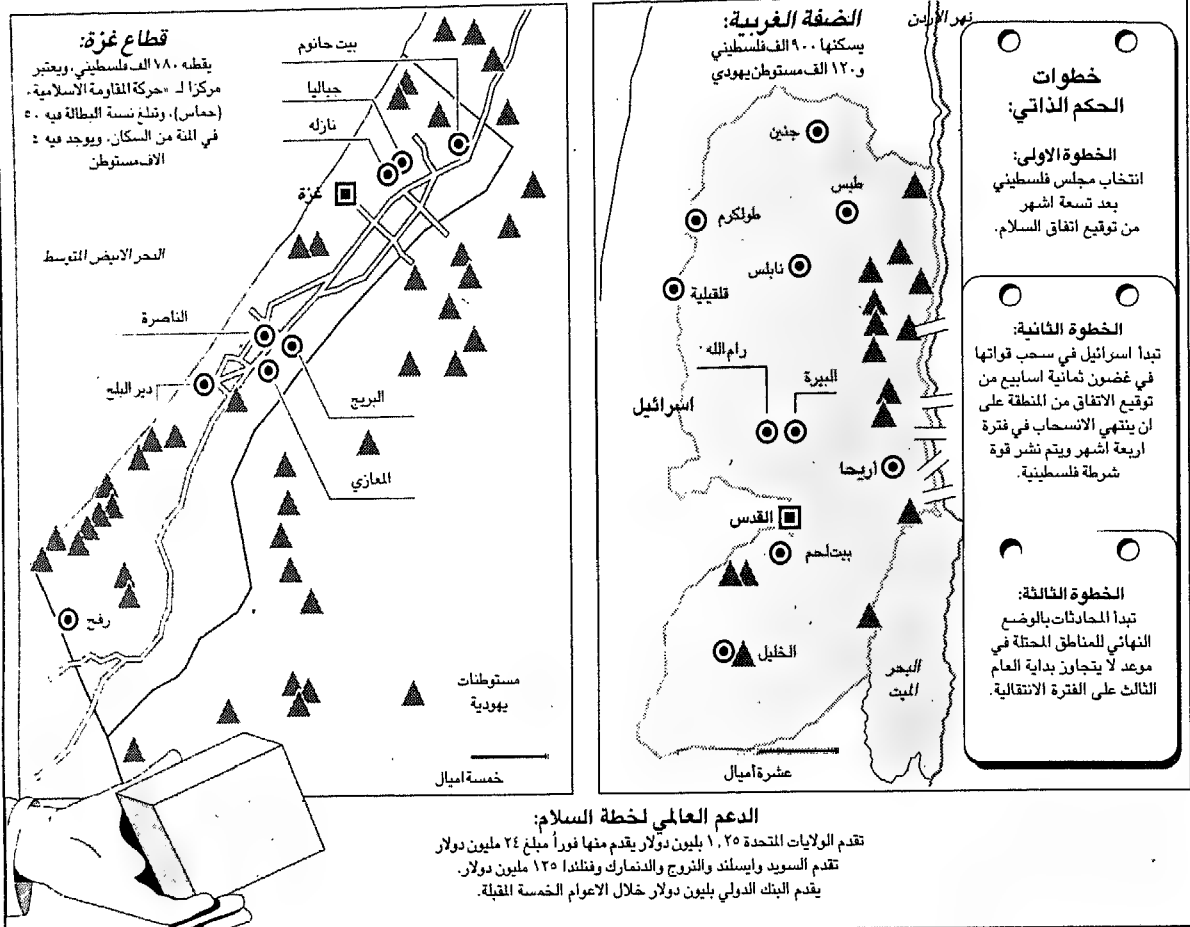 نهر الأردن
خطوات
الحكم الذاتي:
الخطوة الاولى:
انتخاب مجلس فلسطيني
بعد تسعة اشهر
من توقيع اتفاق السلام.
الخطوة الثانية:
تبدا اسرائيل في سحب قواتها
في غضون ثمانية اسابيع من
توقيع الاتفاق من المنطقة على
ان ينتهي الانسحاب في فترة
اربعة اشهر ويتم نشر قوة
شرطة فلسطينية.
الخطوة الثالثة:
تبدأ المحادثات بالوضع
النهائي للمناطق المحتلة في
موعد لا يتجاوز بداية العام
الثالث على الفترة الانتقالية.
الضفة الغربية:
يسكنها ٩٠٠ الف فلسطيني
و١٢٠ الف مستوطن يهودي
جنين
طولكرم
نابلس
قلقيلية
رام الله
البيرة
اسرائيل
أريحا
القدس
بيت لحم
الخليل
البحر
الميت
عشرة أميال
قطاع غزة:
يقطنه ٧٨٠ الف فلسطيني، ويعتبر
مركزا لـ «حركة المقاومة الاسلامية»
(حماس)، وتبلغ نسبة البطالة فيه ٥٠
في المئة من السكان. ويوجد فيه
الاف مستوطن
بيت حانوم
جباليا
نازله
غزة
البحر الابيض المتوسط
الناصرة
دير البلح
البريج
المعازي
رفح
مستوطنات
يهودية
خمسة اميال
الدعم العالمي لخطة السلام:
تقدم الولايات المتحدة ١,٢٥ بليون دولار يقدم منها فوراً مبلغ ٢٤ مليون دولار
تقدم السويد وايسلند والنروج والدنمارك وفنلندا ١٢٥ مليون دولار.
يقدم البنك الدولي بليون دولار خلال الاعوام الخمسة المقبلة.